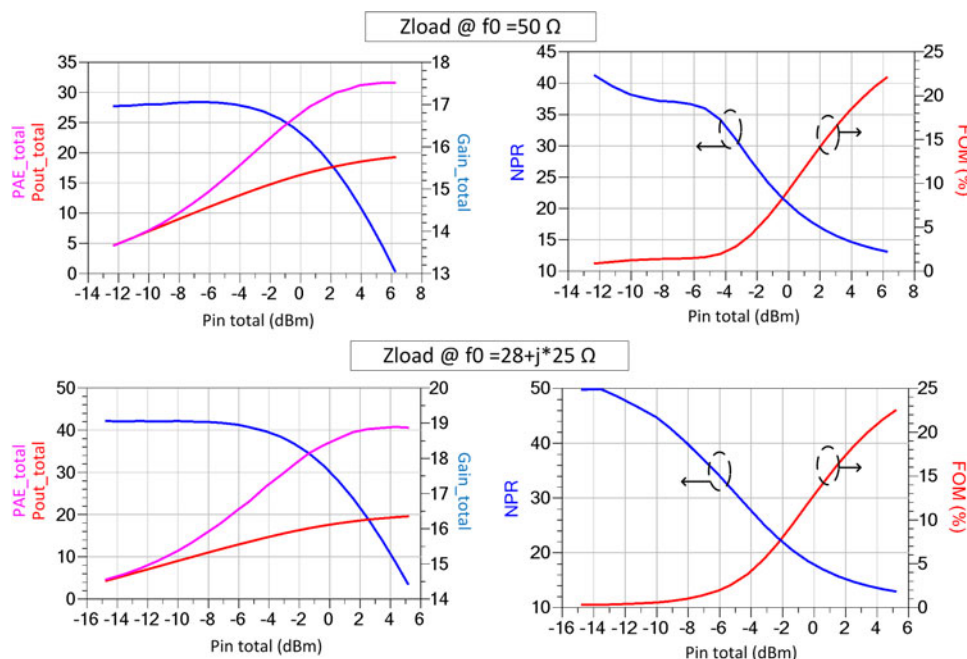 Zload @ f0 =50 Ω
PAE_total
Pout_total
35
30
25
20
15
10
5
0
18
17
16
15
14
13
Gain_total
-14 -12 -10 -8 -6 -4 -2 0 2 4 6 8
Pin total (dBm)
NPR
45
40
35
30
25
20
15
10
25
20
15
10
5
0
FOM (%)
-14 -12 -10 -8 -6 -4 -2 0 2 4 6 8
Pin total (dBm)
Zload @ f0 =28+j*25 Ω
PAE_total
Pout_total
50
40
30
20
10
0
20
19
18
17
16
15
14
Gain_total
-16 -14 -12 -10 -8 -6 -4 -2 0 2 4 6
Pin total (dBm)
NPR
50
40
30
20
10
25
20
15
10
5
0
FOM (%)
-16 -14 -12 -10 -8 -6 -4 -2 0 2 4 6
Pin total (dBm)